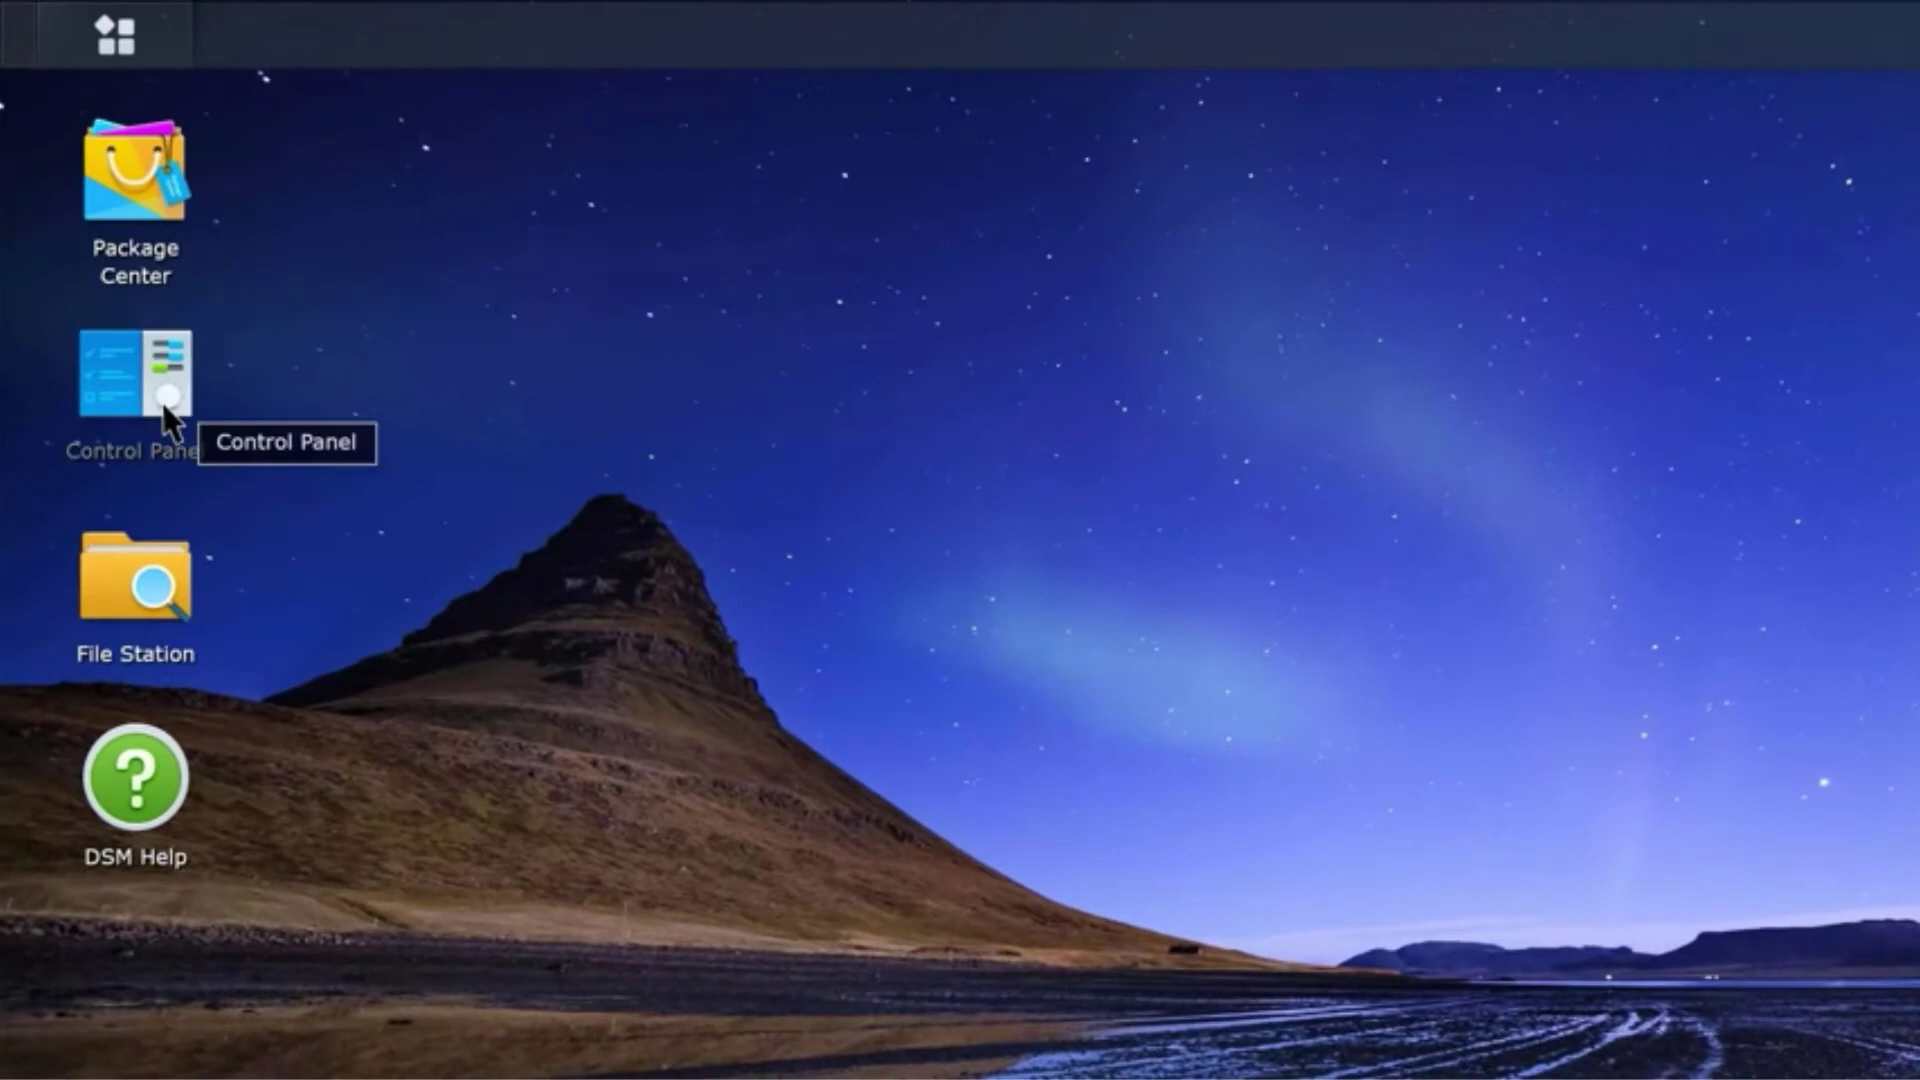 Package
Center
Control Pane
Control Panel
File Station
DSM Help